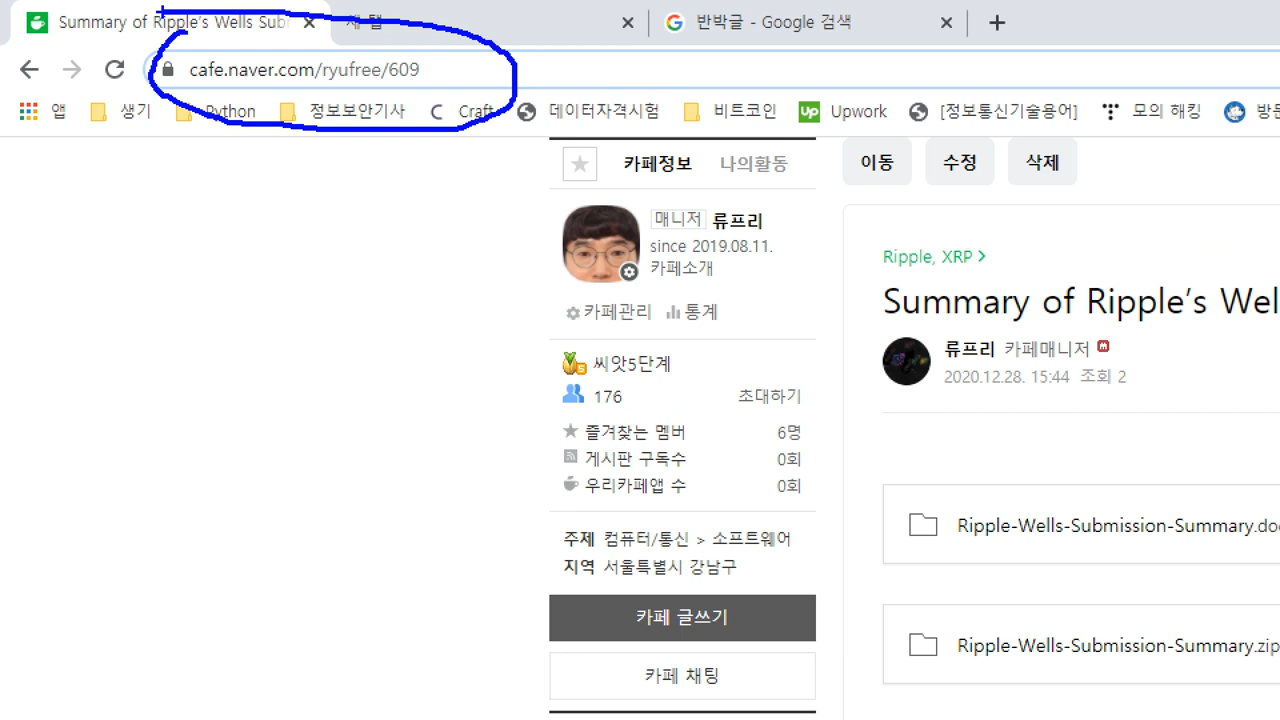 Summary of Ripple's Wells Sub
새 탭
반박글 - Google 검색
cafe.naver.com/ryufree/609
앱 생기 Python 정보보안기사 C Craft 데이터자격시험 비트코인 Up Upwork [정보통신기술용어] 모의 해킹 방문
카페정보 나의활동
매니저 류프리
since 2019.08.11.
카페소개
카페관리 통계
씨앗5단계
176 초대하기
즐겨찾는 멤버 6명
게시판 구독수 0회
우리카페앱 수 0회
주제 컴퓨터/통신 > 소프트웨어
지역 서울특별시 강남구
카페 글쓰기
카페 채팅
이동 수정 삭제
Ripple, XRP >
Summary of Ripple's Wel
류프리 카페매니저 M
2020.12.28. 15:44 조회 2
Ripple-Wells-Submission-Summary.doc
Ripple-Wells-Submission-Summary.zip